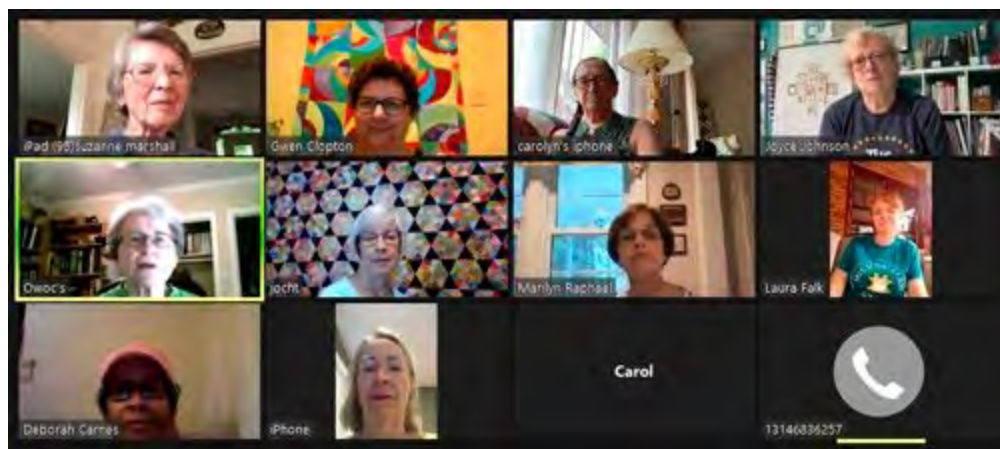 iPad (95)suzanne marshall
Gwen Clopton
carolyn's iphone
Joyce Johnson
Owoc's
jocht
Marilyn Raphael
Laura Falk
Deborah Carnes
iPhone
Carol
13146836257